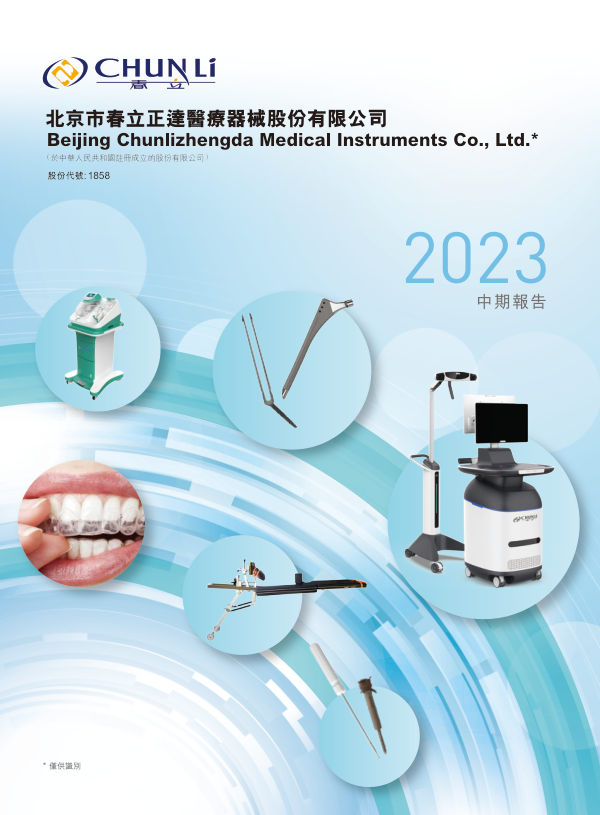 CHUNLi
春立
北京市春立正達醫療器械股份有限公司
Beijing Chunlizhengda Medical Instruments Co., Ltd.*
（於中華人民共和國註冊成立的股份有限公司）
股份代號: 1858
2023
中期報告
CHUNLi
* 僅供識別